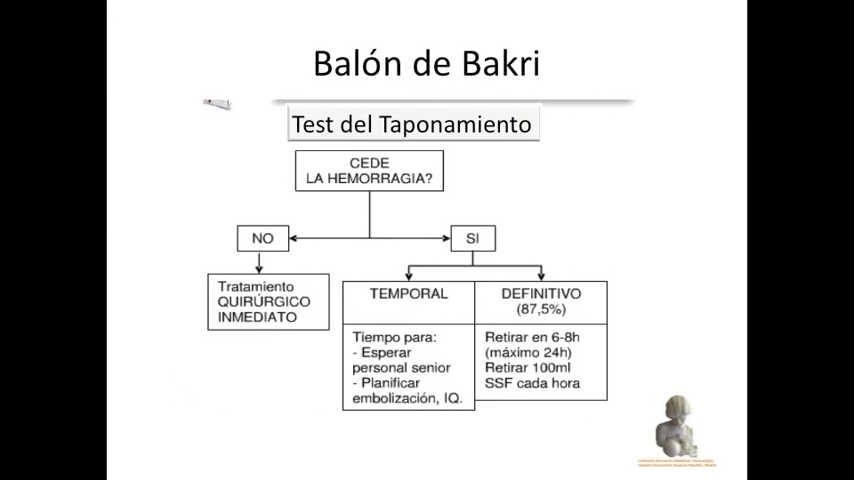 Balón de Bakri
Test del Taponamiento
CEDE
LA HEMORRAGIA?
NO
SI
Tratamiento
QUIRÚRGICO
INMEDIATO
TEMPORAL
DEFINITIVO
(87,5%)
Tiempo para:
- Esperar
personal senior
- Planificar
embolización, IQ.
Retirar en 6-8h
(máximo 24h)
Retirar 100ml
SSF cada hora